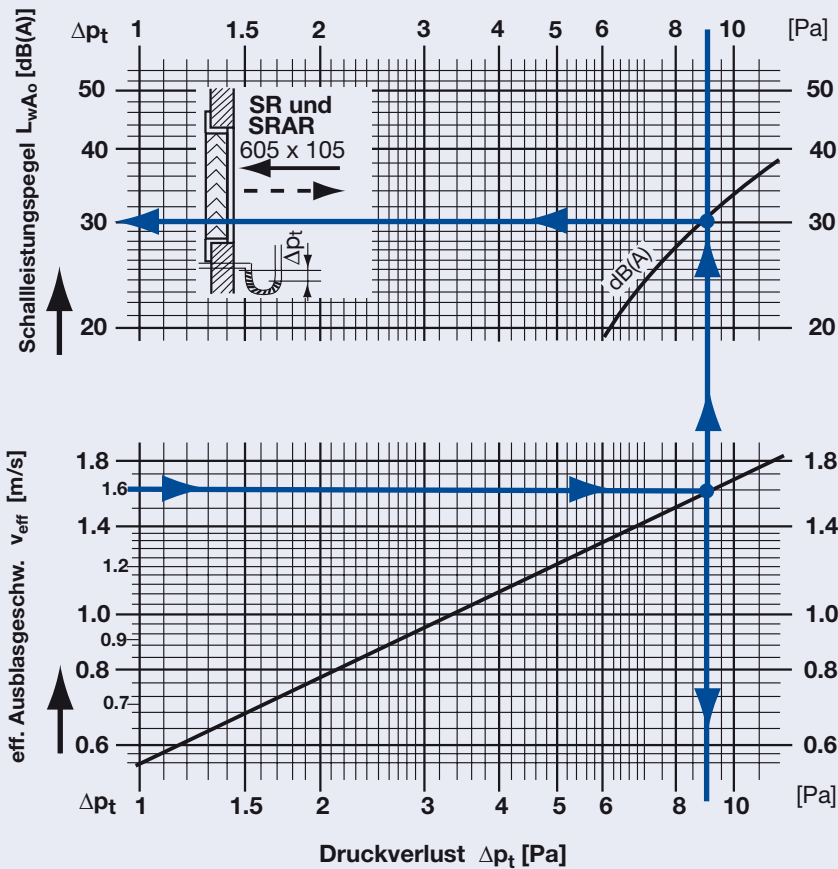 Δpt 1 1.5 2 3 4 5 6 8 10 [Pa]
Schallleistungspegel LwAo [dB(A)]
50 50
40 40
30 30
20 20
SR und
SRAR
605 x 105
Δpt
dB(A)
eff. Ausblasgeschw. veff [m/s]
1.8 1.8
1.6
1.4 1.4
1.2
1.0 1.0
0.9
0.8 0.8
0.7
0.6 0.6
Δpt 1 1.5 2 3 4 5 6 8 10 [Pa]
Druckverlust Δpt [Pa]